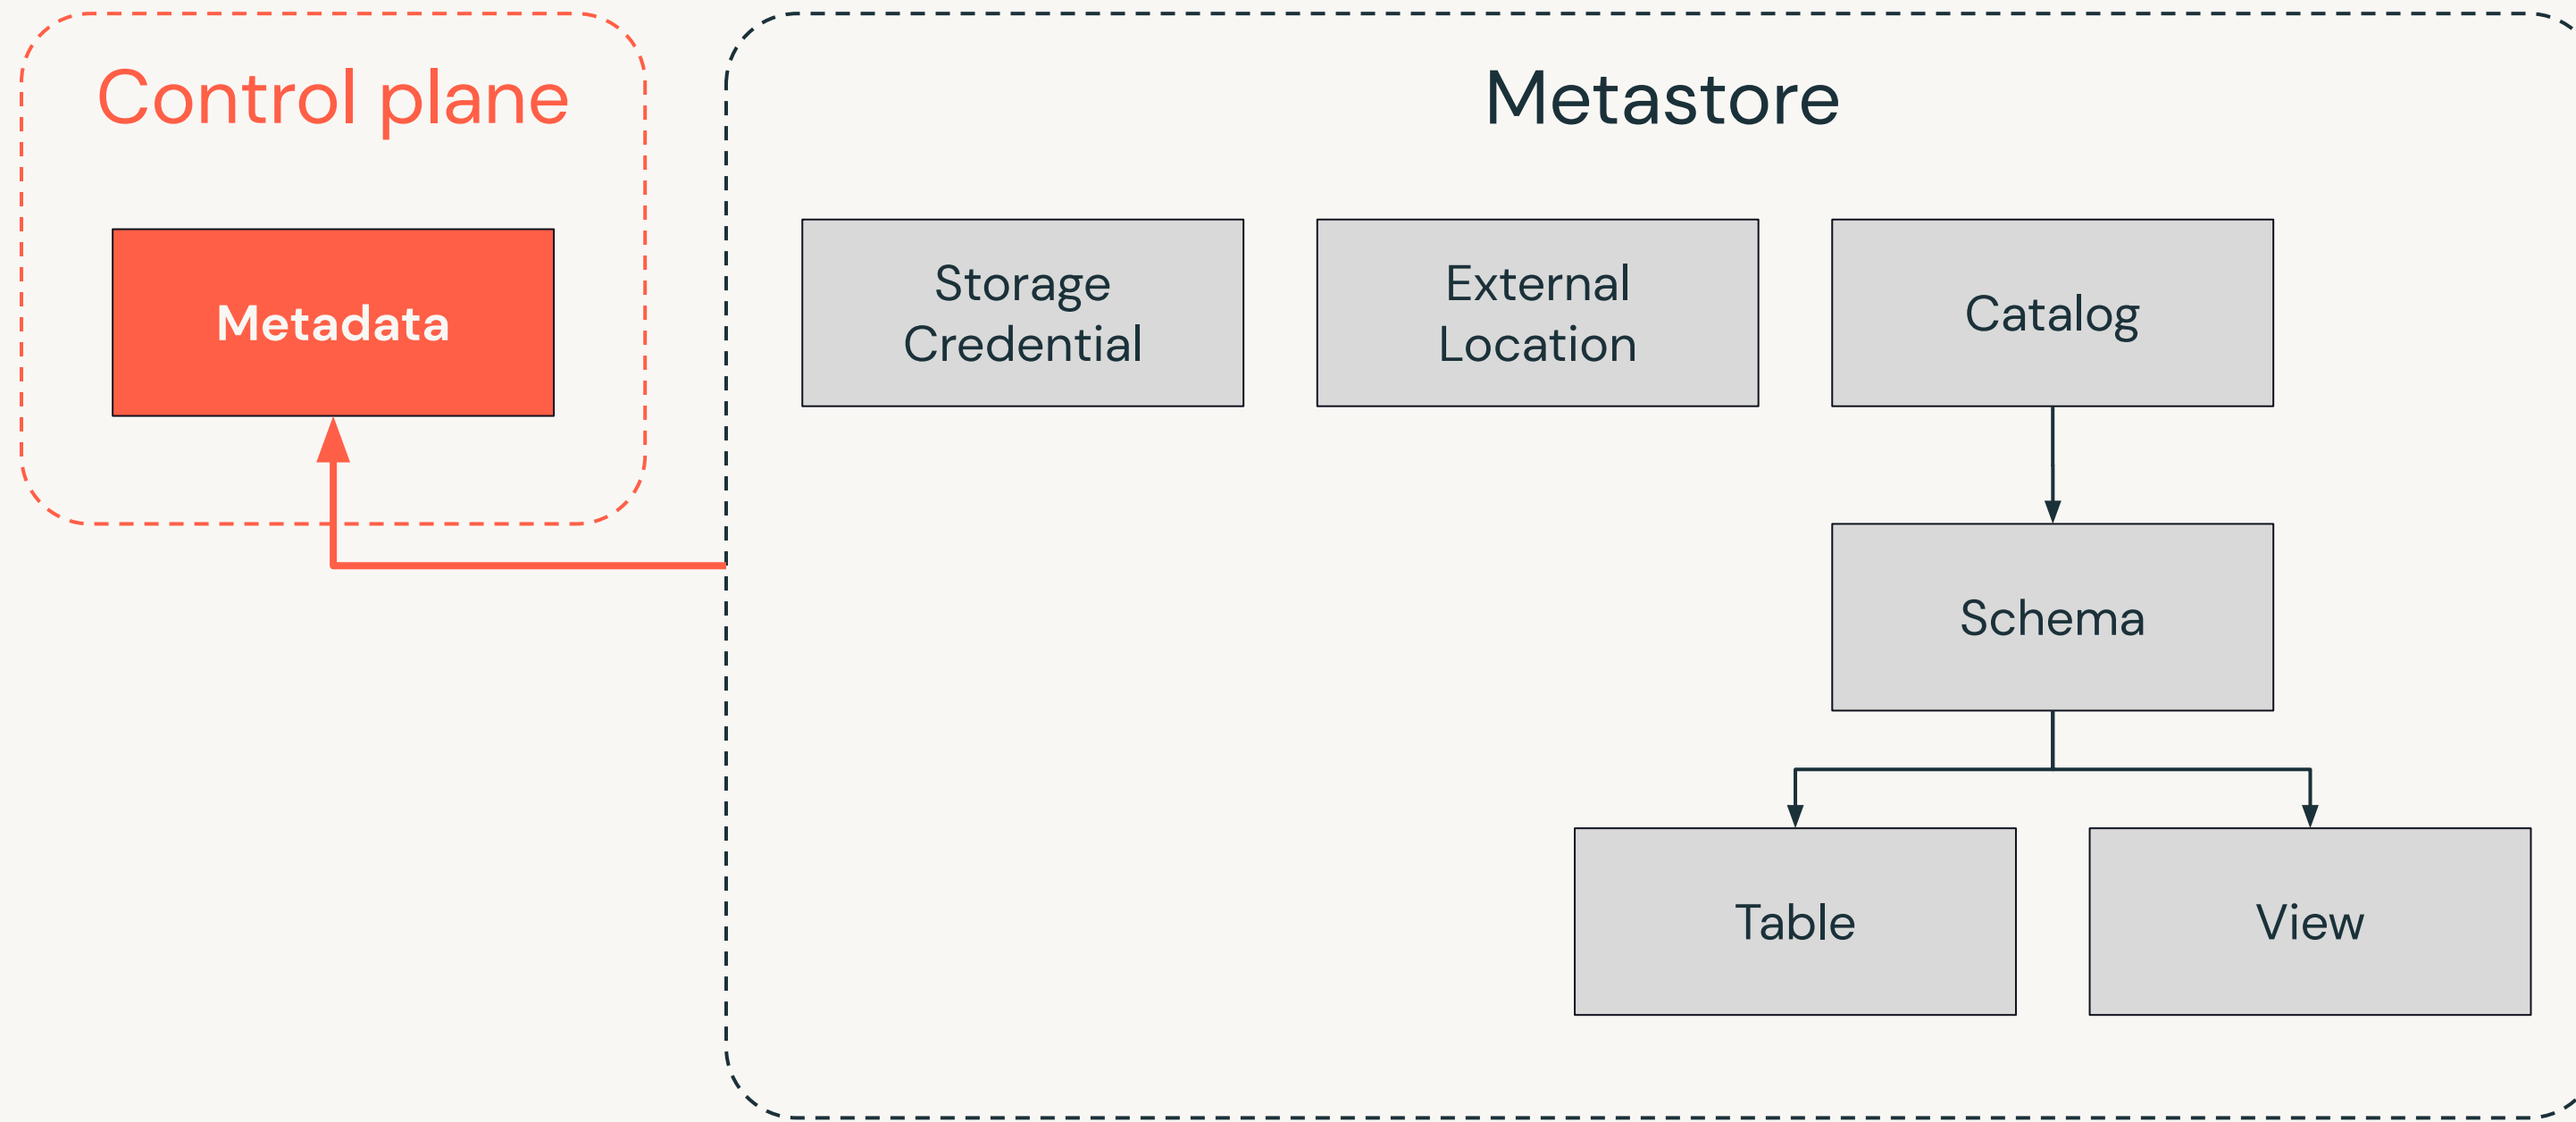 Control plane
Metadata
Metastore
Storage
Credential
External
Location
Catalog
Schema
Table
View